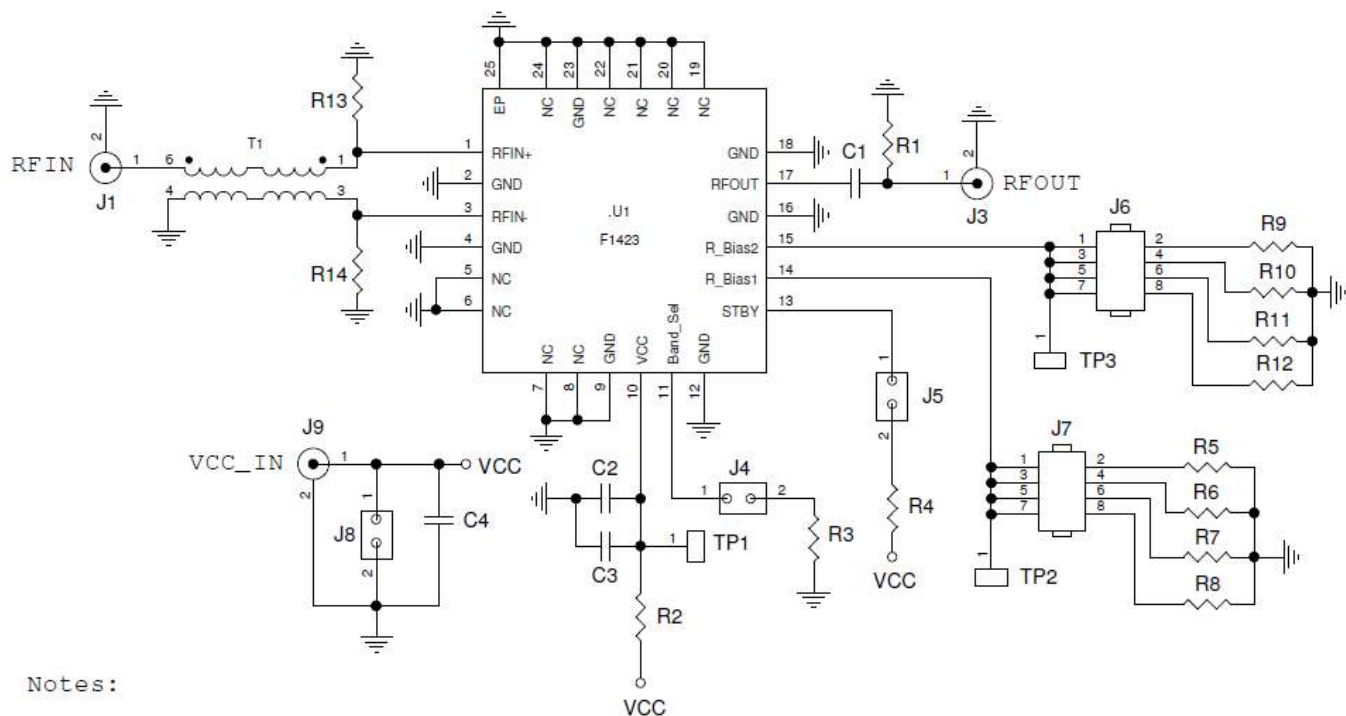 25
24
23
22
21
20
19
EP
NC
GND
NC
NC
NC
NC
R13
2
T1
RFIN
1
6
1
J1
4
3
R14
1
RFIN+
2
GND
3
RFIN-
4
GND
5
NC
6
NC
.U1
F1423
GND
18
RFOUT
17
GND
16
R_Bias2
15
R_Bias1
14
STBY
13
C1
R1
2
1
RFOUT
J3
J6
1
3
5
7
2
4
6
8
R9
R10
R11
R12
1
TP3
NC
NC
GND
VCC
Band_Sel
GND
7
8
9
10
11
12
1
J5
2
R4
VCC
J7
1
3
5
7
2
4
6
8
R5
R6
R7
R8
1
TP2
J9
VCC_IN
1
VCC
2
1
J8
2
C4
C2
C3
1
TP1
R2
VCC
J4
1
2
R3
Notes: